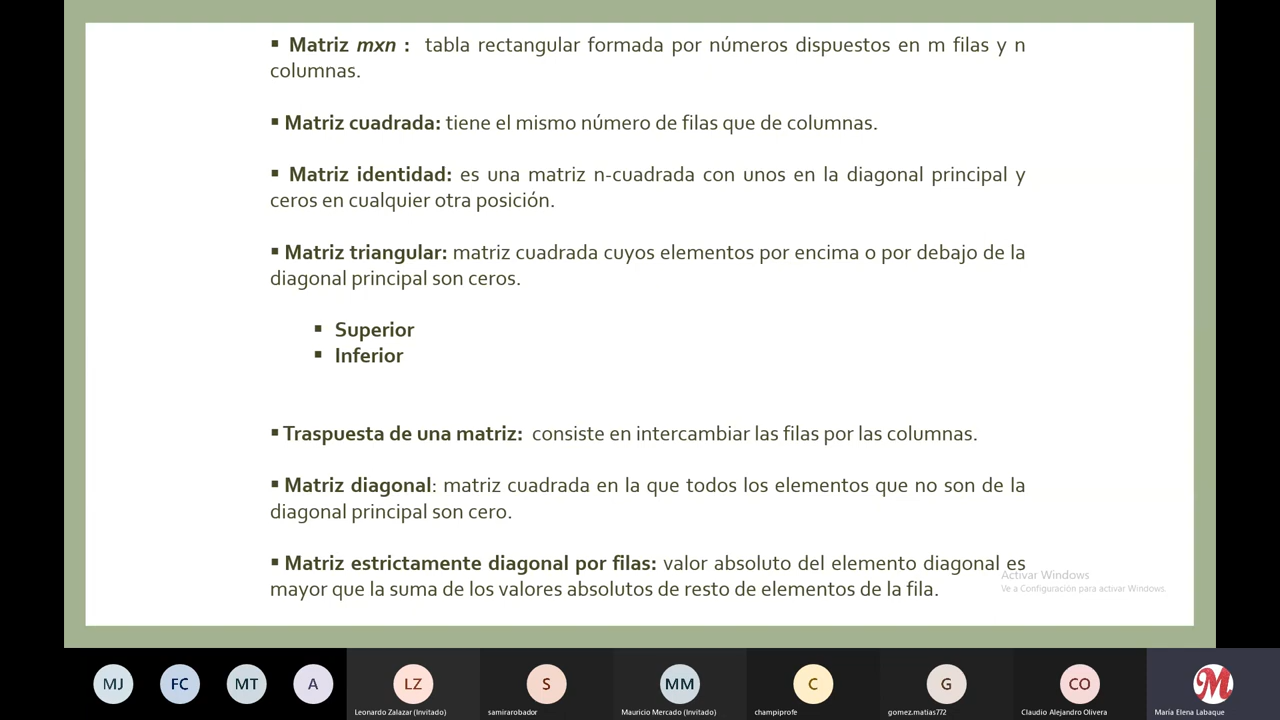 ▪ Matriz mxn : tabla rectangular formada por números dispuestos en m filas y n
columnas.
▪ Matriz cuadrada: tiene el mismo número de filas que de columnas.
▪ Matriz identidad: es una matriz n-cuadrada con unos en la diagonal principal y
ceros en cualquier otra posición.
▪ Matriz triangular: matriz cuadrada cuyos elementos por encima o por debajo de la
diagonal principal son ceros.
▪ Superior
▪ Inferior
▪ Traspuesta de una matriz: consiste en intercambiar las filas por las columnas.
▪ Matriz diagonal: matriz cuadrada en la que todos los elementos que no son de la
diagonal principal son cero.
▪ Matriz estrictamente diagonal por filas: valor absoluto del elemento diagonal es
mayor que la suma de los valores absolutos de resto de elementos de la fila.
Activar Windows
Ve a Configuración para activar Windows.
MJ FC MT A LZ S MM C G CO M
Leonardo Zalazar (Invitado) samirarobador Mauricio Mercado (Invitado) champiprofe gomez.matias772 Claudio Alejandro Olivera María Elena Labaque